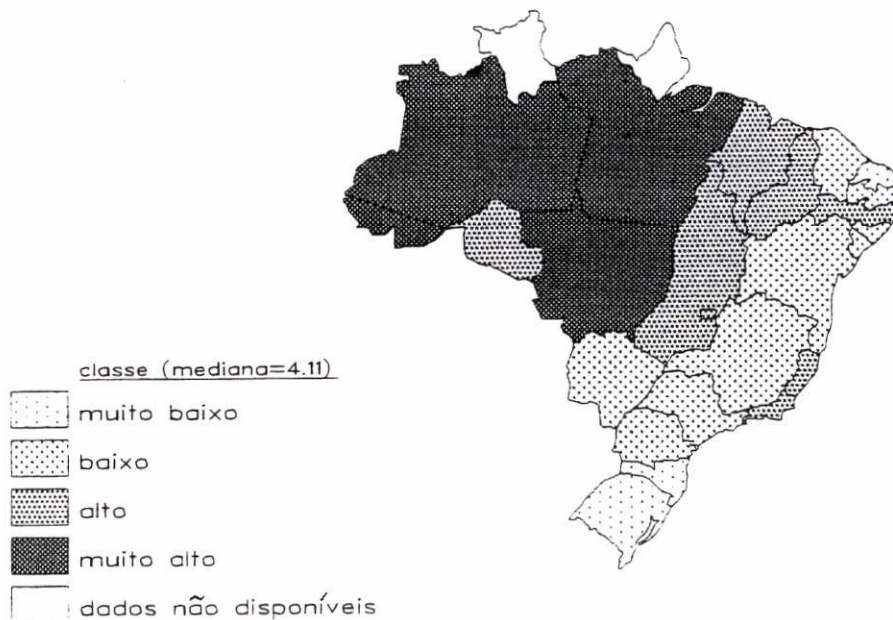 classe (mediana=4.11)
muito baixo
baixo
alto
muito alto
dados não disponíveis